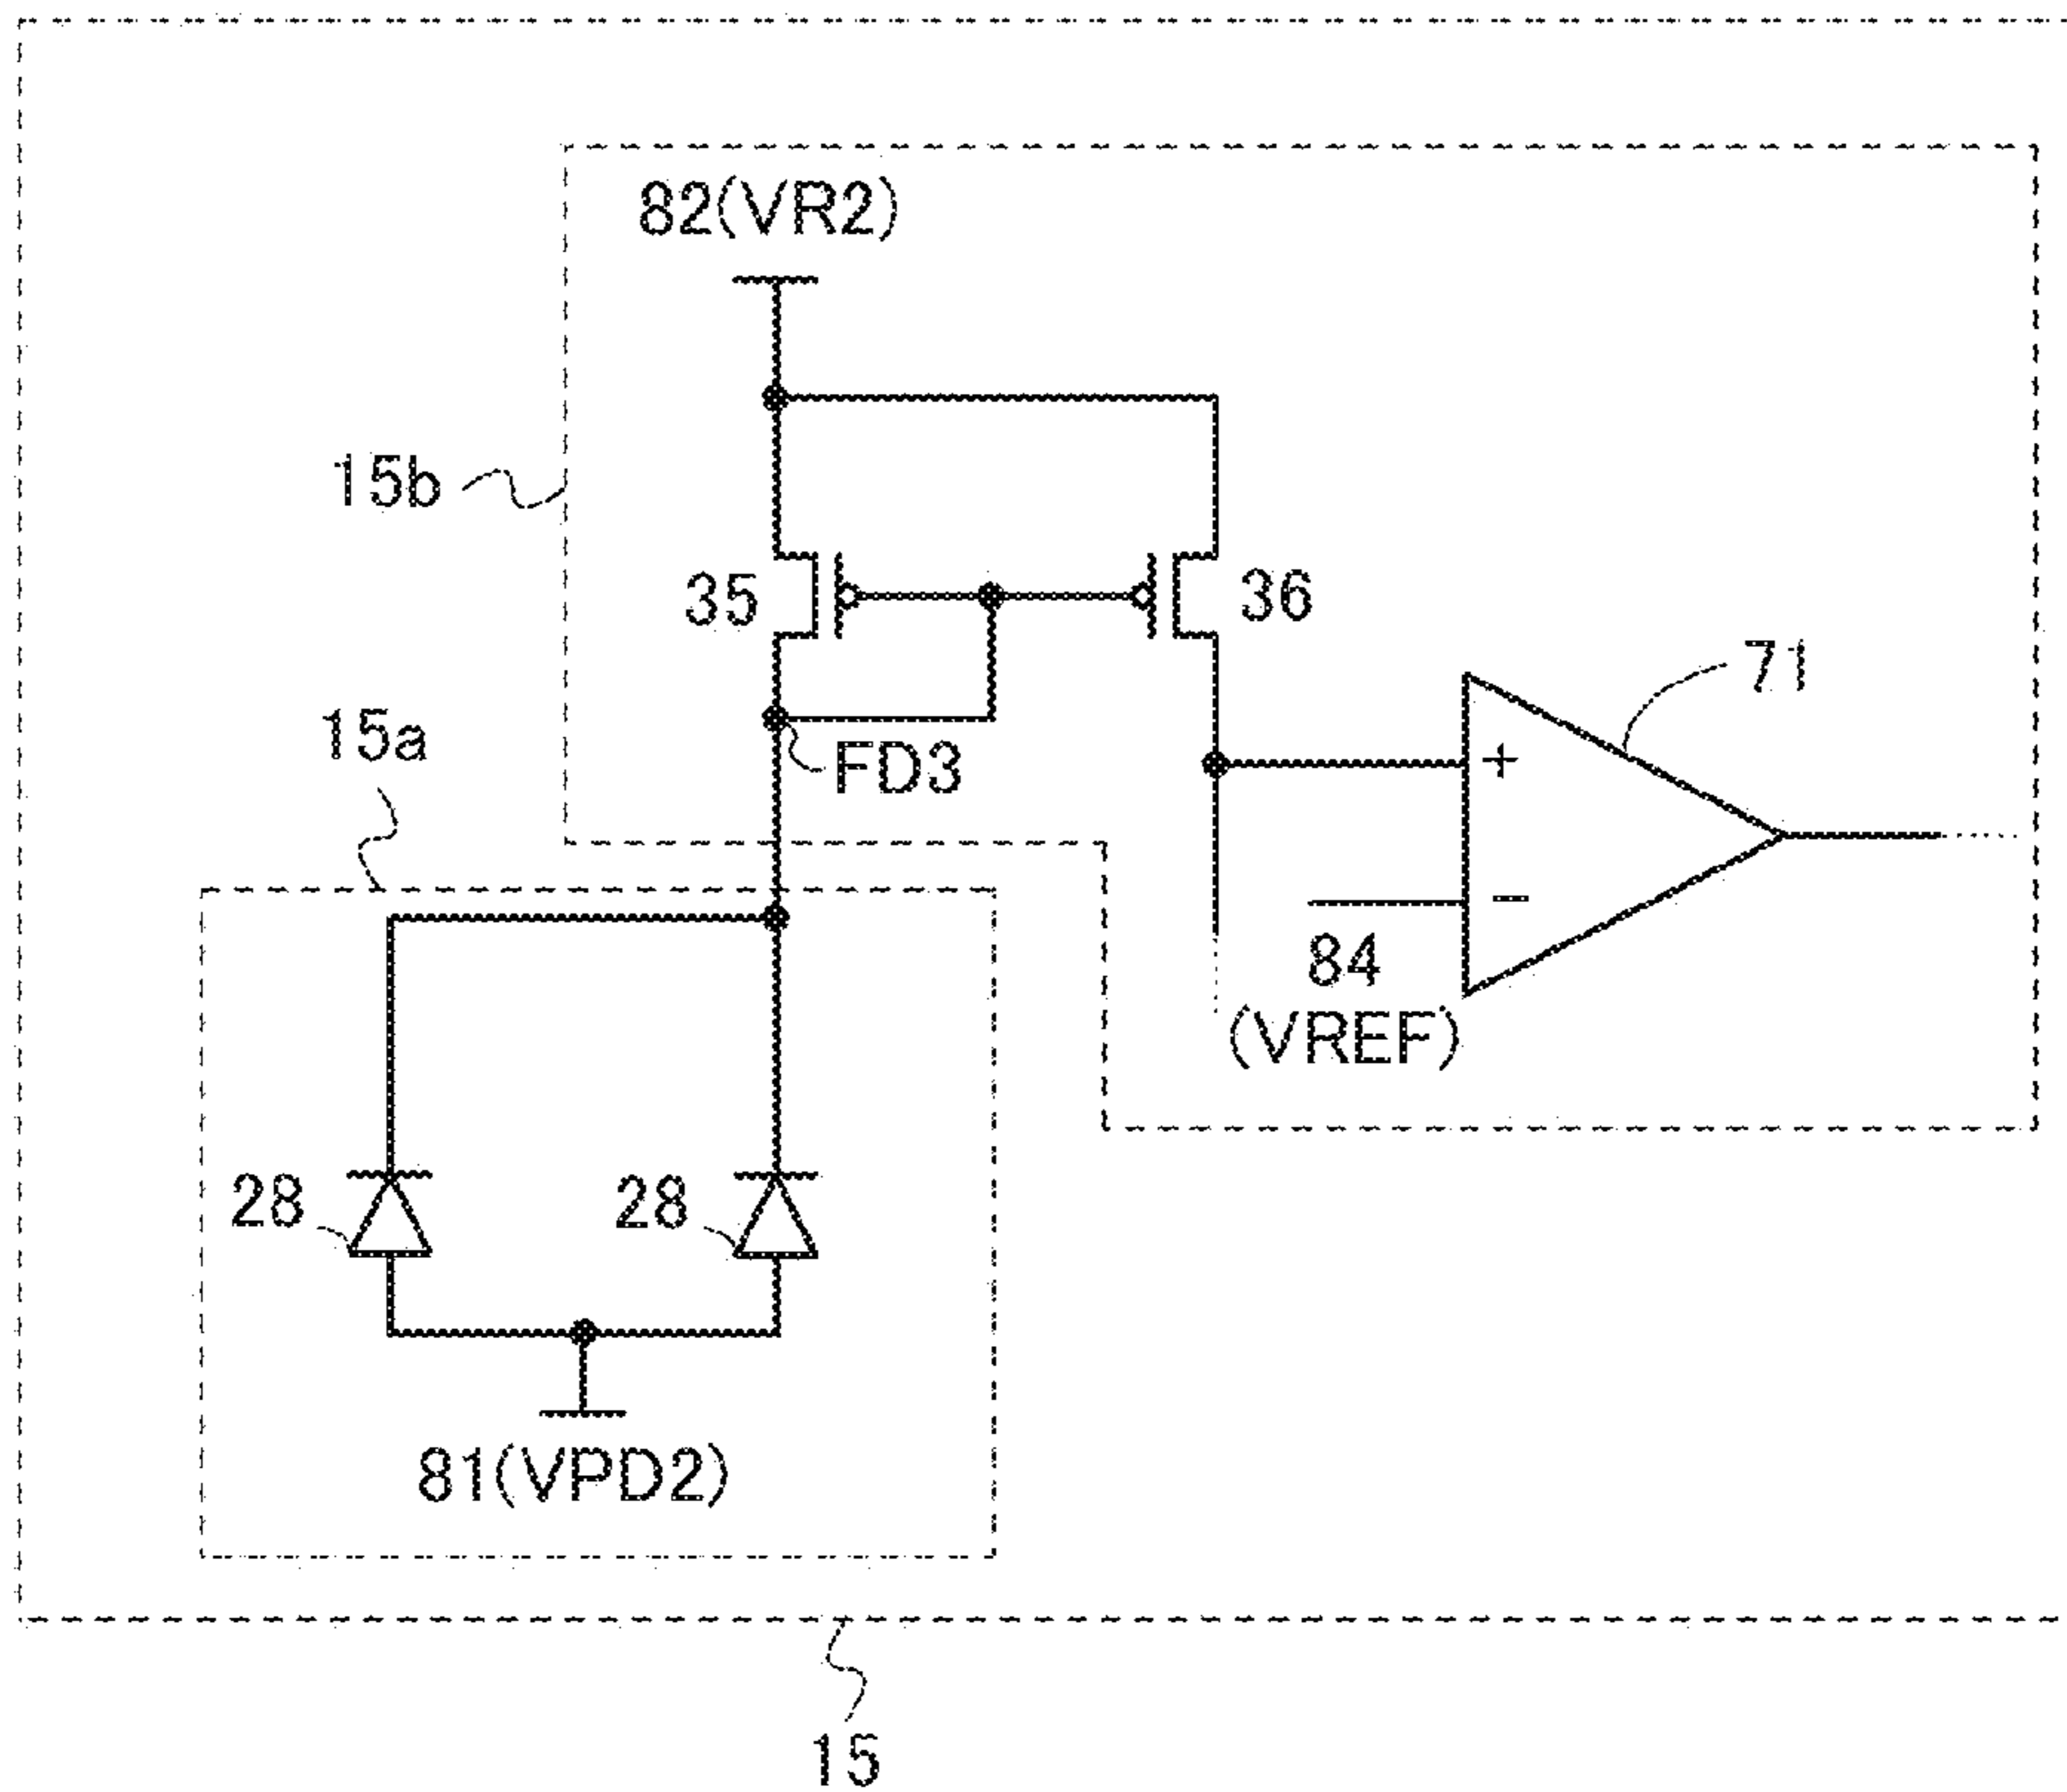 82(VR2)
15b
35
36
71
15a
FD3
+
−
84
(VREF)
28
28
81(VPD2)
15